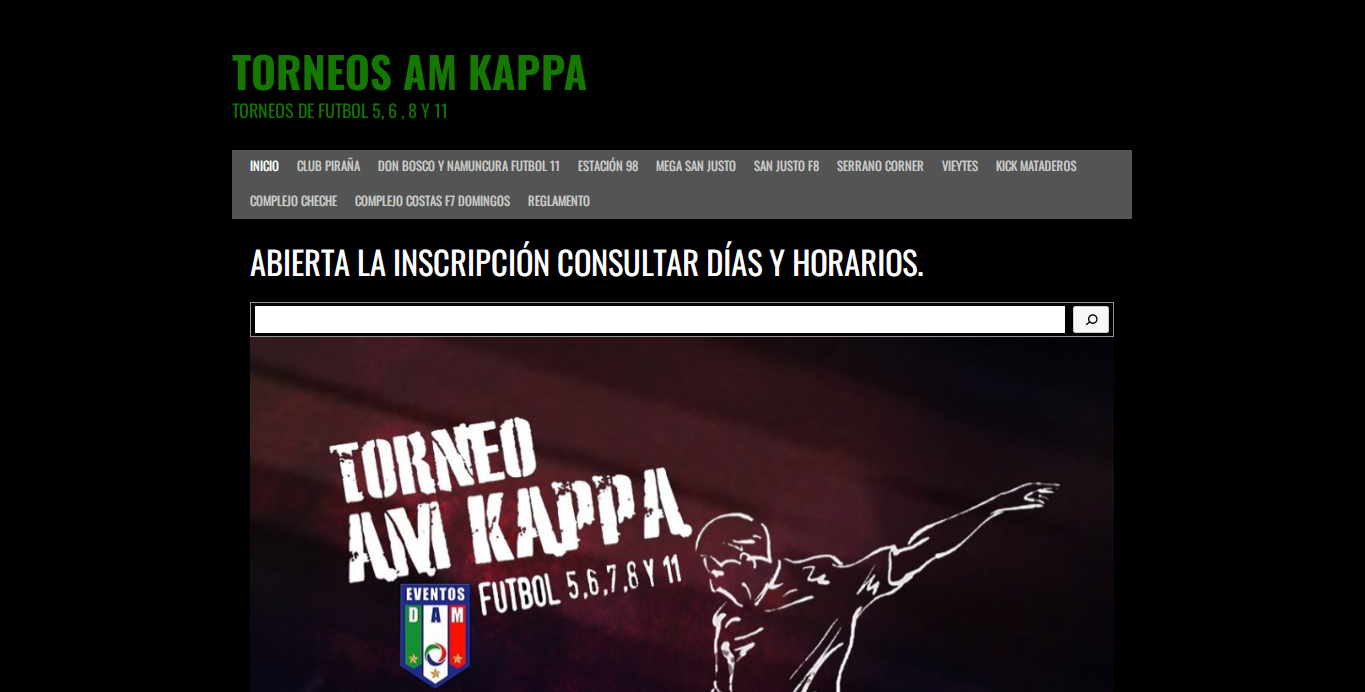 TORNEOS AM KAPPA
TORNEOS DE FUTBOL 5, 6 , 8 Y 11
INICIO CLUB PIRAÑA DON BOSCO Y NAMUNCURA FUTBOL 11 ESTACIÓN 98 MEGA SAN JUSTO SAN JUSTO F8 SERRANO CORNER VIEYTES KICK MATADEROS
COMPLEJO CHECHE COMPLEJO COSTAS F7 DOMINGOS REGLAMENTO
ABIERTA LA INSCRIPCIÓN CONSULTAR DÍAS Y HORARIOS.
TORNEO
AM KAPPA
FUTBOL 5,6,7,8 Y 11
EVENTOS
DAM